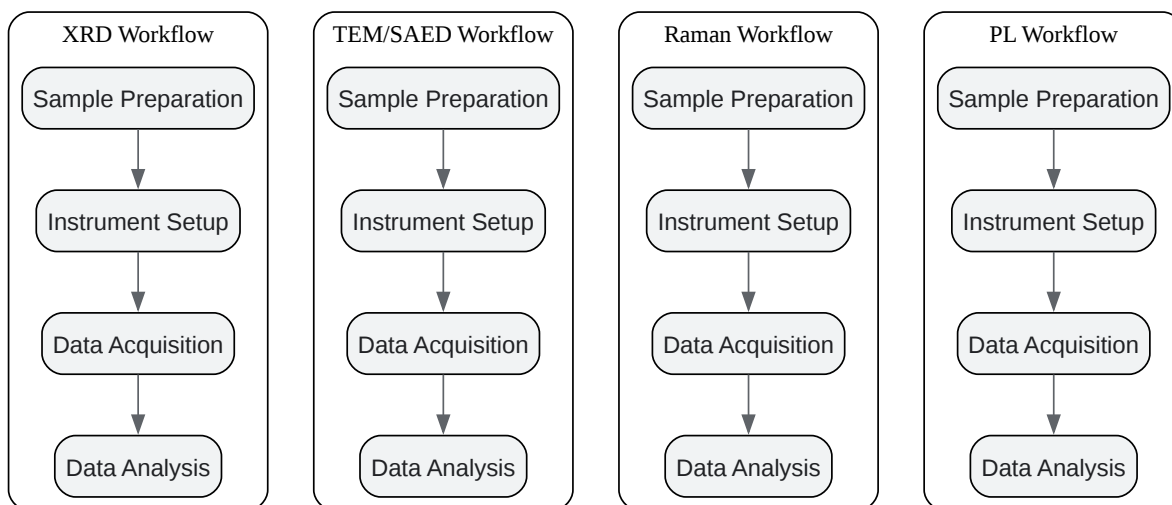 XRD Workflow
Sample Preparation
Instrument Setup
Data Acquisition
Data Analysis
TEM/SAED Workflow
Sample Preparation
Instrument Setup
Data Acquisition
Data Analysis
Raman Workflow
Sample Preparation
Instrument Setup
Data Acquisition
Data Analysis
PL Workflow
Sample Preparation
Instrument Setup
Data Acquisition
Data Analysis